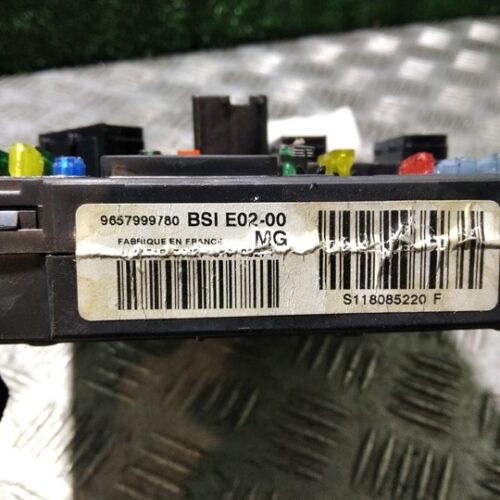 9657999780 BSI E02-00
FABRIQUE EN FRANCE MG
S118085220 F